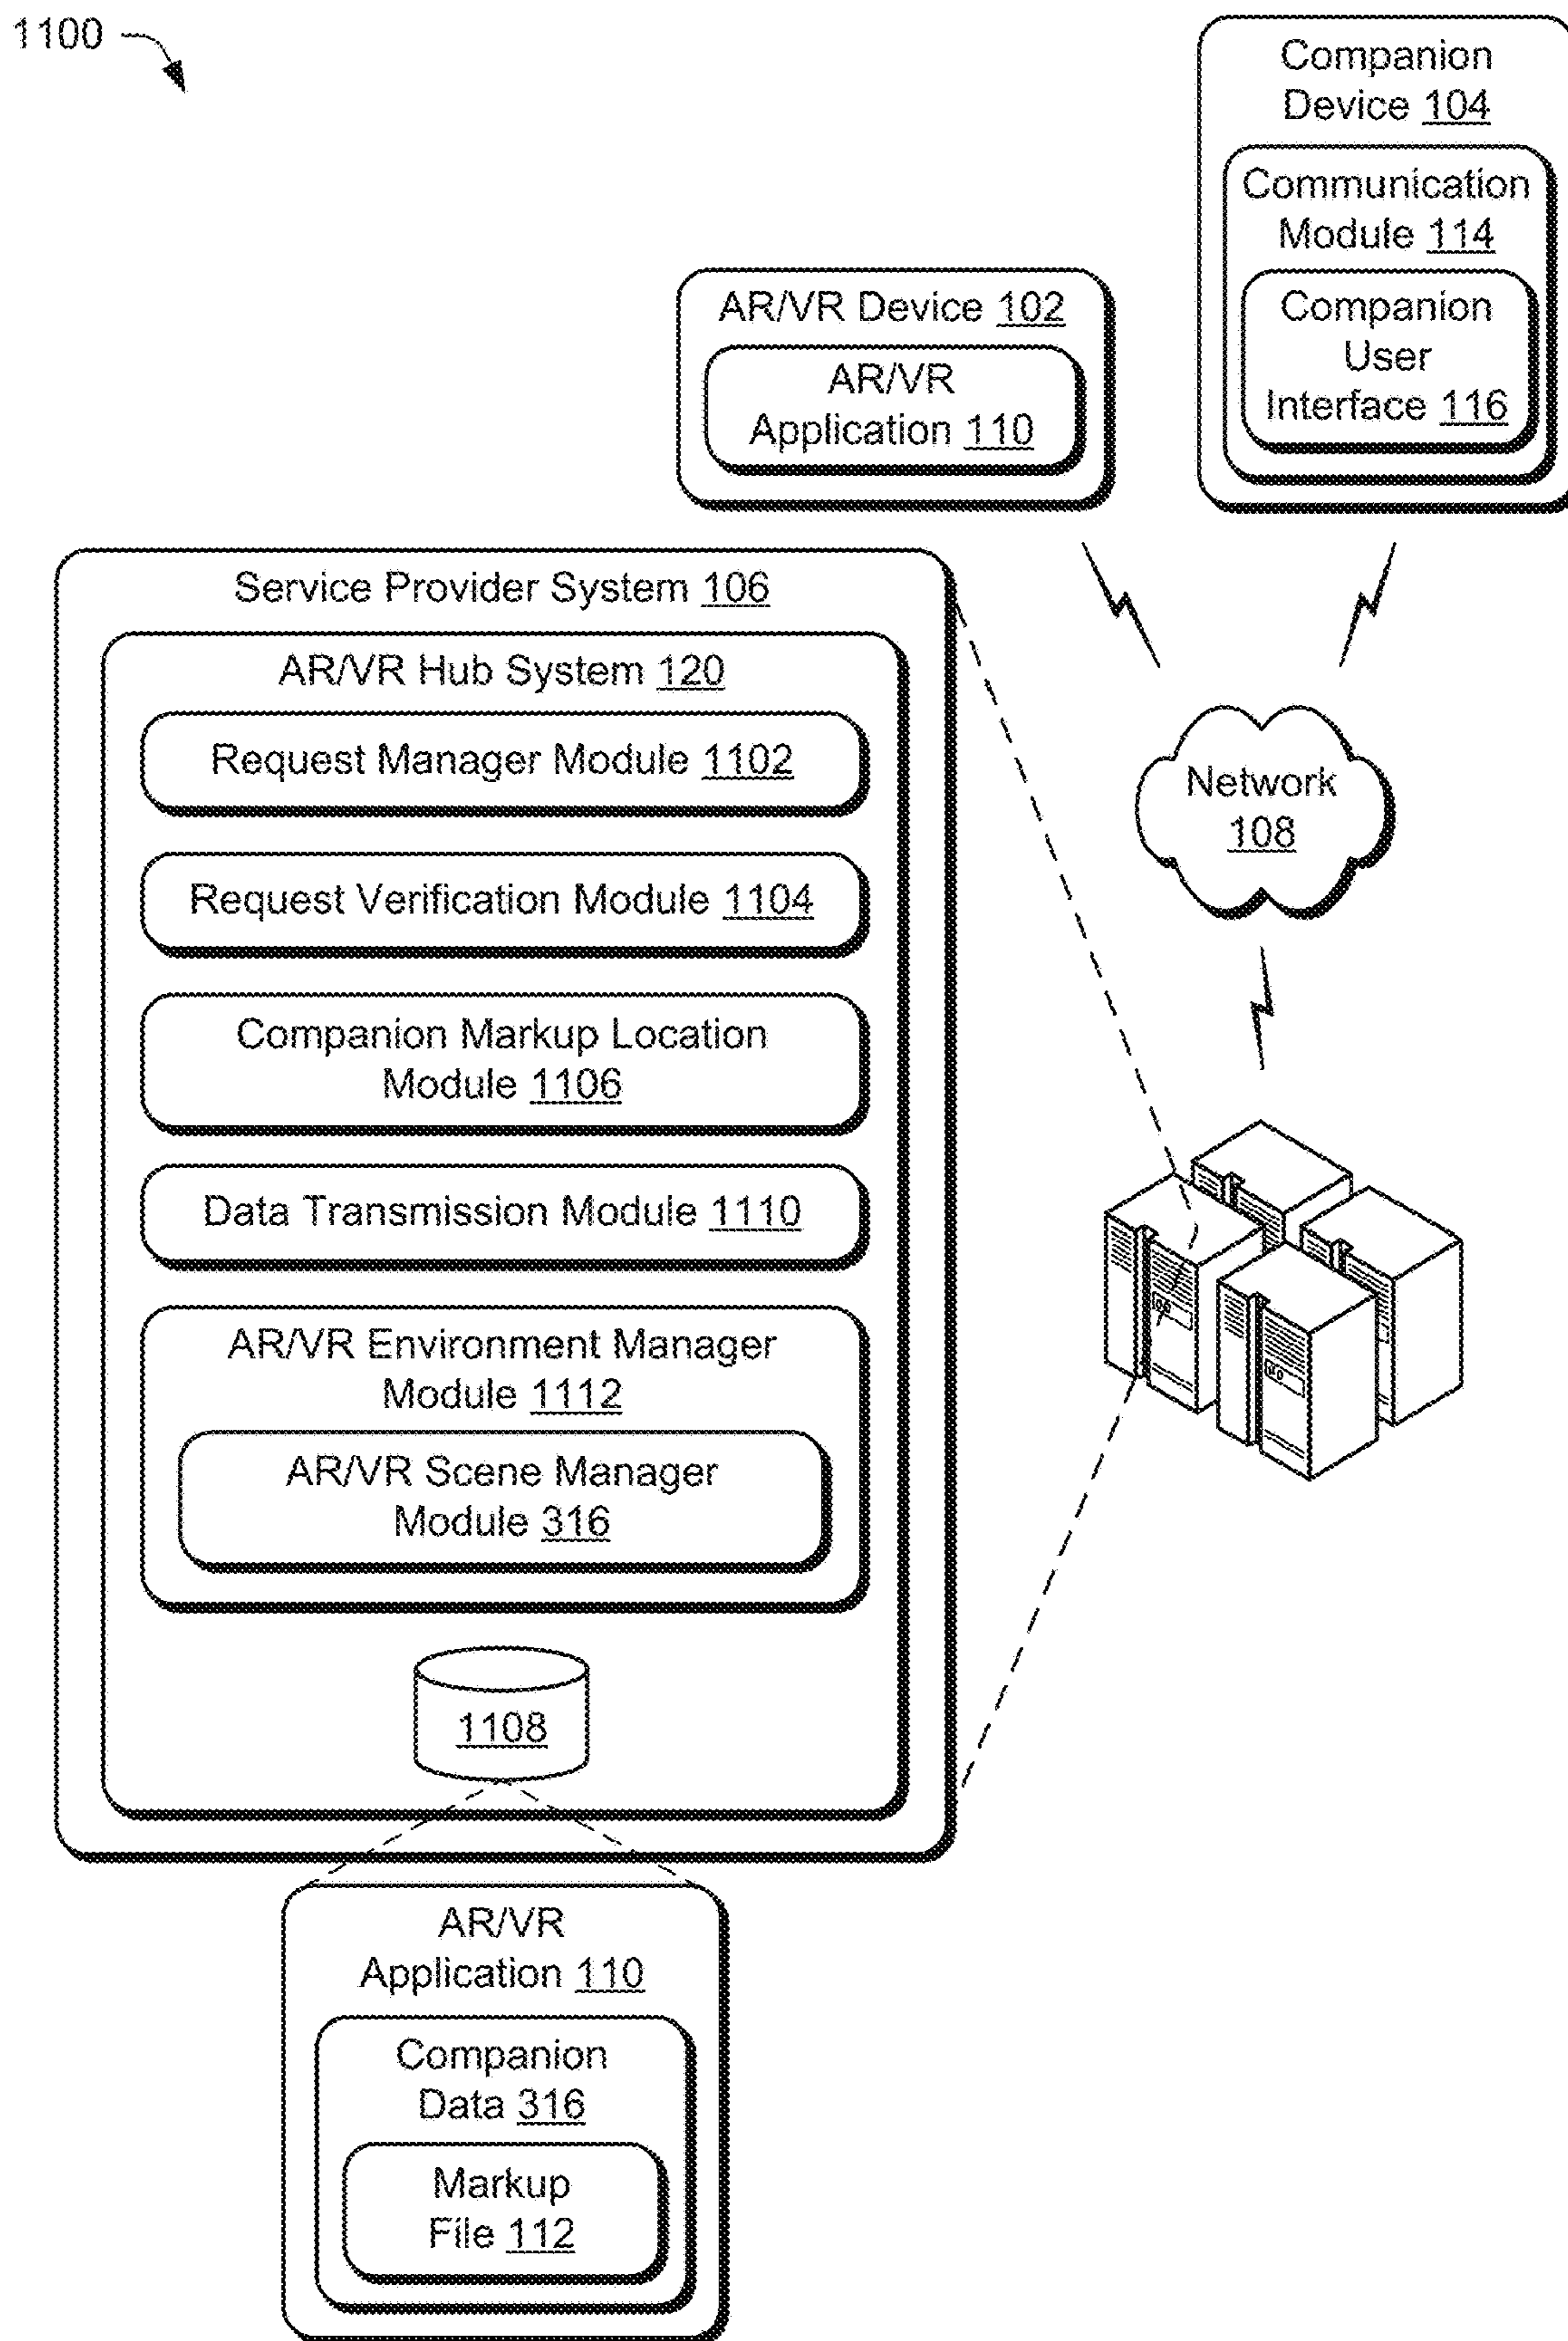 1100
Companion
Device 104
Communication
Module 114
Companion
User
Interface 116
AR/VR Device 102
AR/VR
Application 110
Service Provider System 106
AR/VR Hub System 120
Request Manager Module 1102
Request Verification Module 1104
Companion Markup Location
Module 1106
Data Transmission Module 1110
AR/VR Environment Manager
Module 1112
AR/VR Scene Manager
Module 316
1108
Network
108
AR/VR
Application 110
Companion
Data 316
Markup
File 112